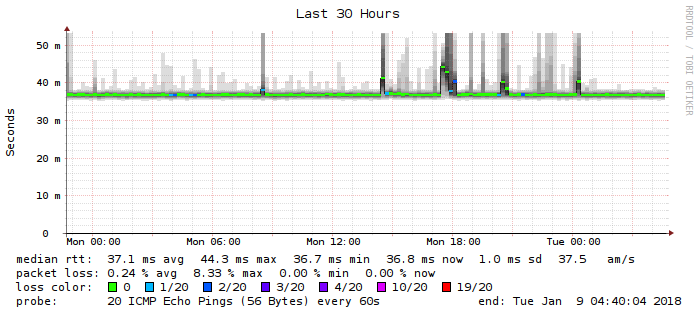 Last 30 Hours
RRDTOOL / TOBI OETIKER
Seconds
50 m
40 m
30 m
20 m
10 m
0
Mon 00:00 Mon 06:00 Mon 12:00 Mon 18:00 Tue 00:00
median rtt: 37.1 ms avg 44.3 ms max 36.7 ms min 36.8 ms now 1.0 ms sd 37.5 am/s
packet loss: 0.24 % avg 8.33 % max 0.00 % min 0.00 % now
loss color: 0 1/20 2/20 3/20 4/20 10/20 19/20
probe: 20 ICMP Echo Pings (56 Bytes) every 60s end: Tue Jan 9 04:40:04 2018